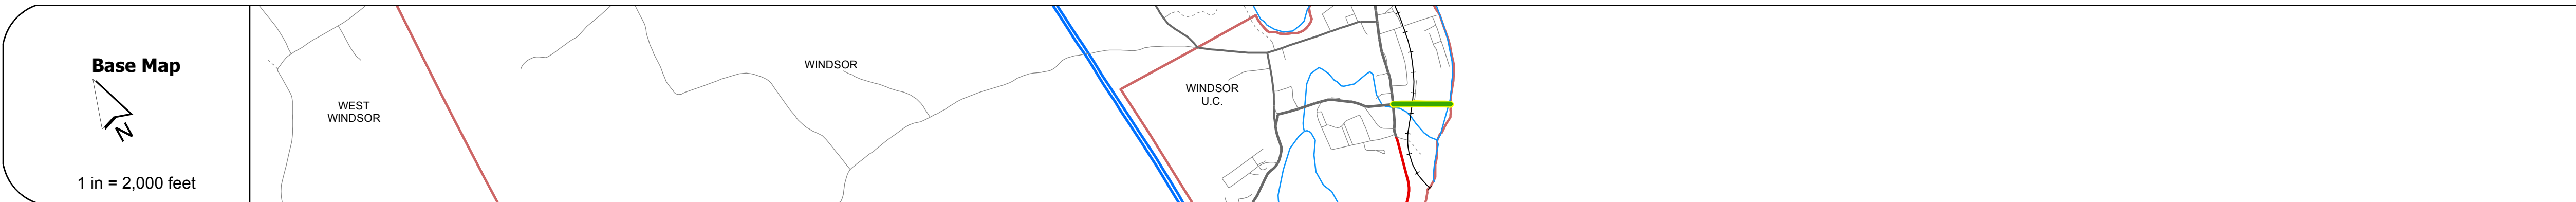 Base Map
N
1 in = 2,000 feet
WEST
WINDSOR
WINDSOR
WINDSOR
U.C.